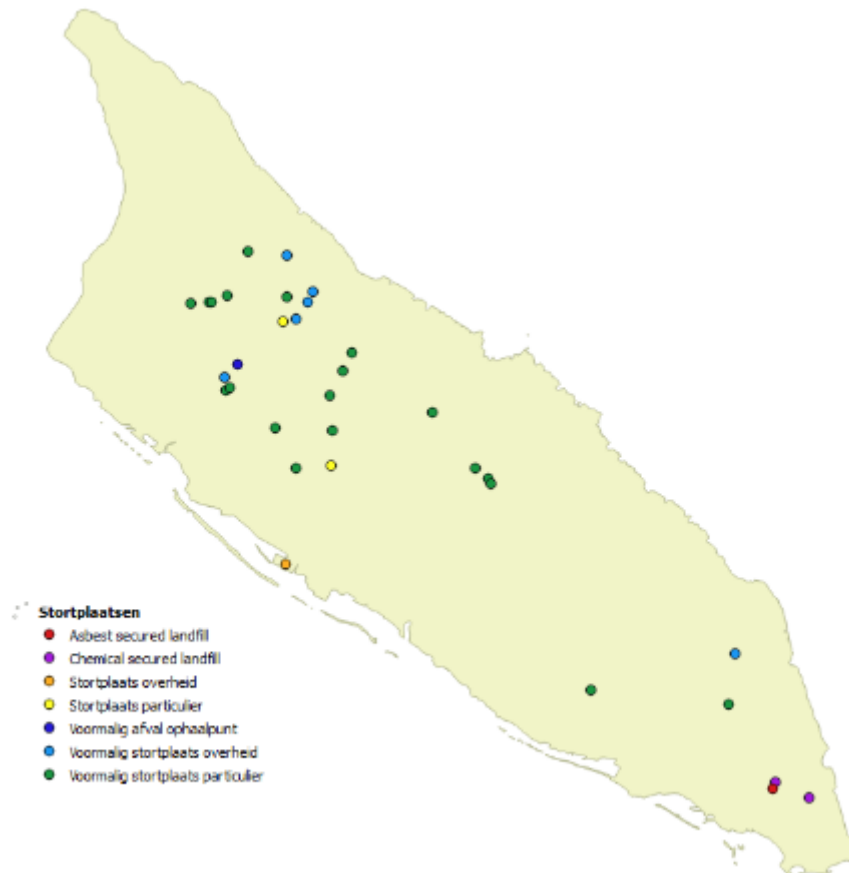 Stortplaatsen
Asbest secured landfill
Chemical secured landfill
Stortplaats overheid
Stortplaats particulier
Voormalig afval ophaalpunt
Voormalig stortplaats overheid
Voormalig stortplaats particulier